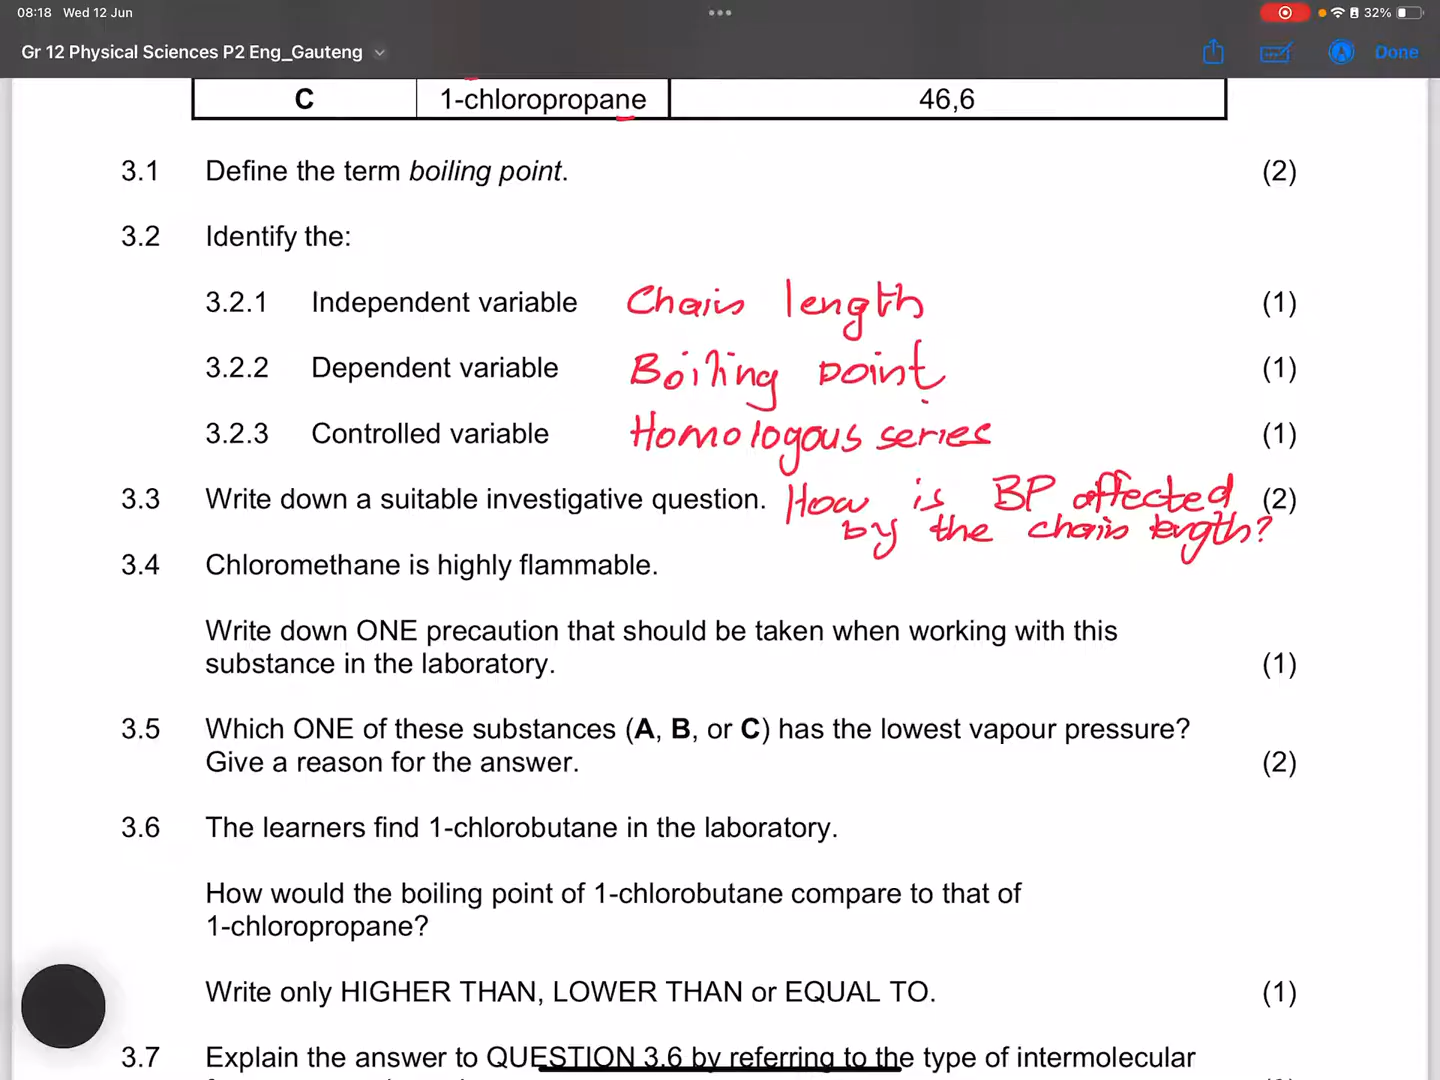 08:18 Wed 12 Jun
32%
Gr 12 Physical Sciences P2 Eng_Gauteng
Done
C 1-chloropropane 46,6
3.1 Define the term boiling point. (2)
3.2 Identify the:
3.2.1 Independent variable Chain length (1)
3.2.2 Dependent variable Boiling point (1)
3.2.3 Controlled variable Homologous series (1)
3.3 Write down a suitable investigative question. How is BP affected (2)
by the chain length?
3.4 Chloromethane is highly flammable.
Write down ONE precaution that should be taken when working with this
substance in the laboratory. (1)
3.5 Which ONE of these substances (A, B, or C) has the lowest vapour pressure?
Give a reason for the answer. (2)
3.6 The learners find 1-chlorobutane in the laboratory.
How would the boiling point of 1-chlorobutane compare to that of
1-chloropropane?
Write only HIGHER THAN, LOWER THAN or EQUAL TO. (1)
3.7 Explain the answer to QUESTION 3.6 by referring to the type of intermolecular